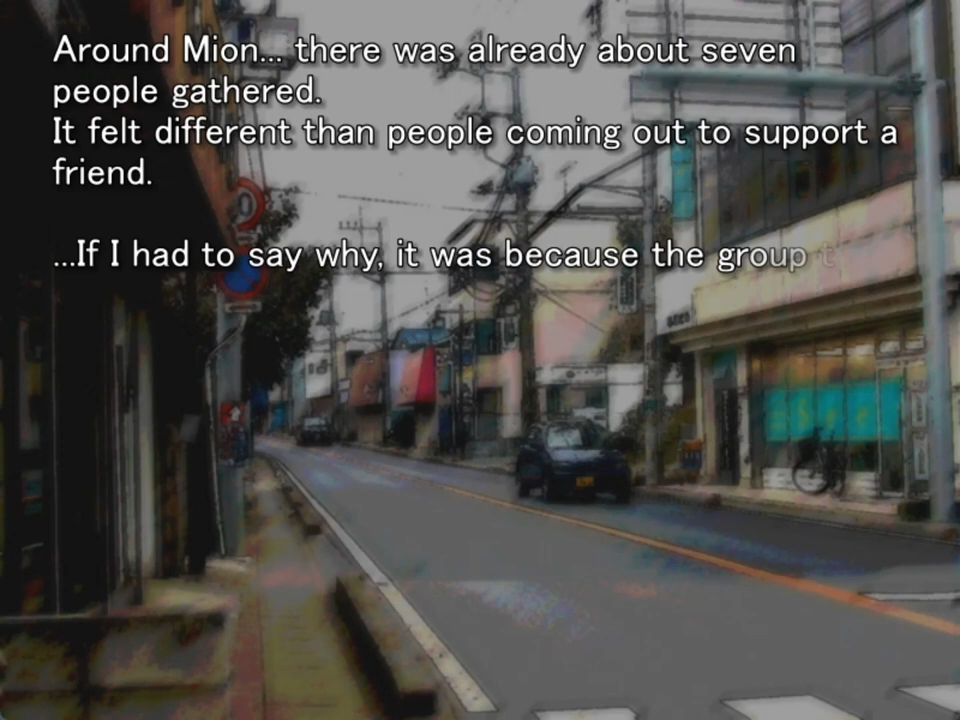 Around Mion... there was already about seven
people gathered.
It felt different than people coming out to support a
friend.
...If I had to say why, it was because the group t